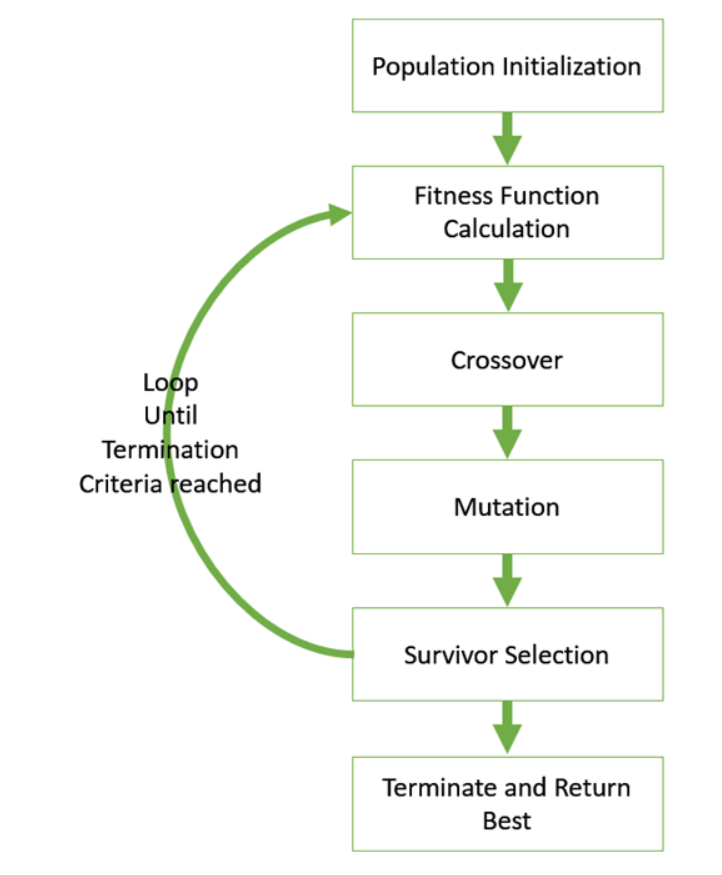 Population Initialization
Fitness Function
Calculation
Crossover
Loop
Until
Termination
Criteria reached
Mutation
Survivor Selection
Terminate and Return
Best